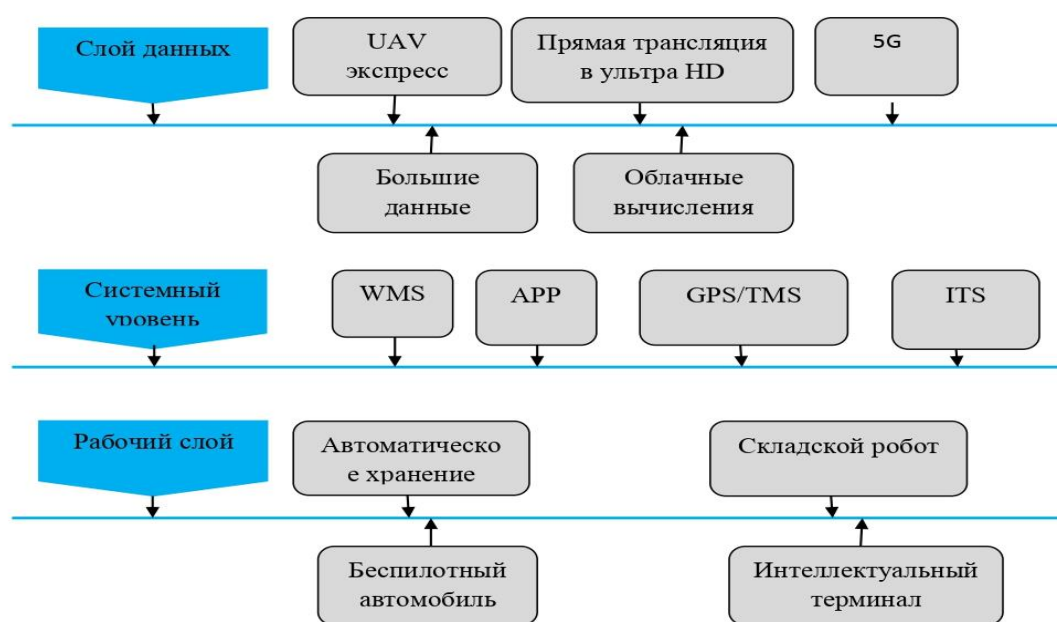 Слой данных
UAV
экспресс
Прямая трансляция
в ультра HD
5G
Большие
данные
Облачные
вычисления
Системный
уровень
WMS
APP
GPS/TMS
ITS
Рабочий слой
Автоматическо
е хранение
Складской робот
Беспилотный
автомобиль
Интеллектуальный
терминал